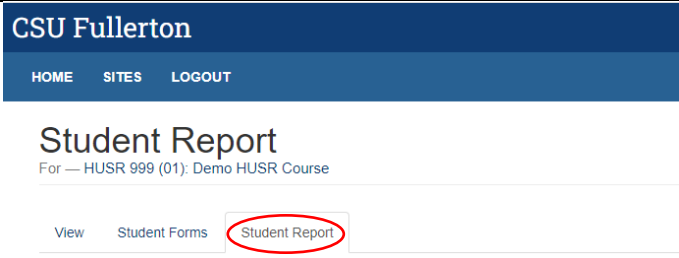 CSU Fullerton
HOME SITES LOGOUT
Student Report
For — HUSR 999 (01): Demo HUSR Course
View Student Forms Student Report